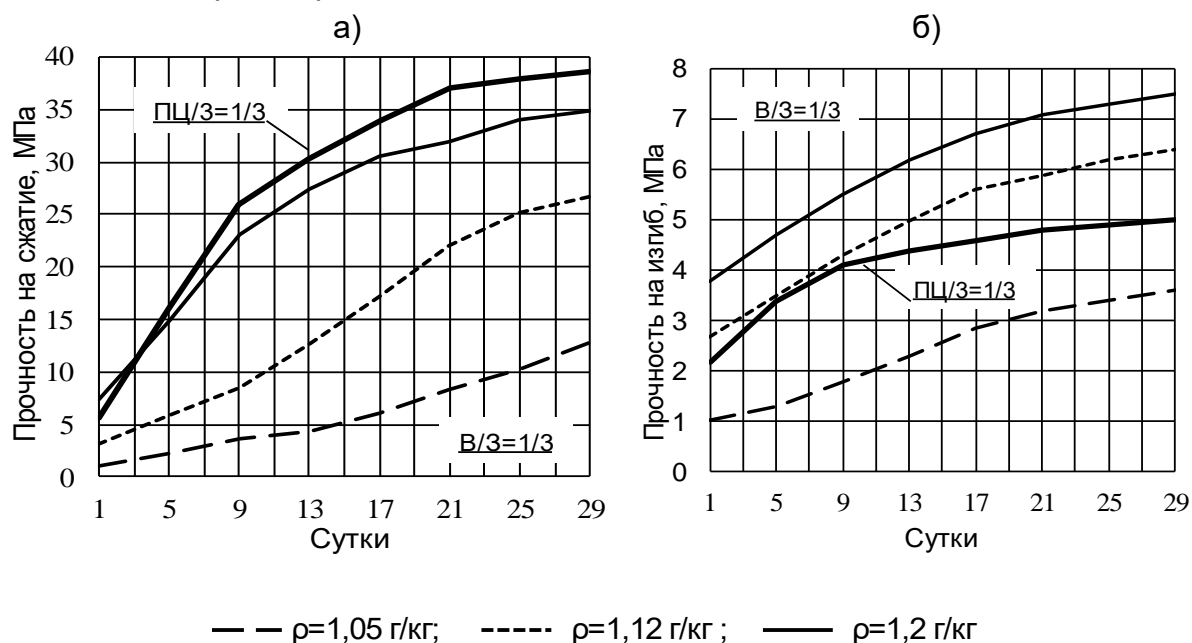 а)
Прочность на сжатие, МПа
40
35
30
25
20
15
10
5
0
ПЦ/З=1/3
В/З=1/3
1 5 9 13 17 21 25 29
Сутки
б)
Прочность на изгиб, МПа
8
7
6
5
4
3
2
1
0
В/З=1/3
ПЦ/З=1/3
1 5 9 13 17 21 25 29
Сутки
ρ=1,05 г/кг; ρ=1,12 г/кг ; ρ=1,2 г/кг